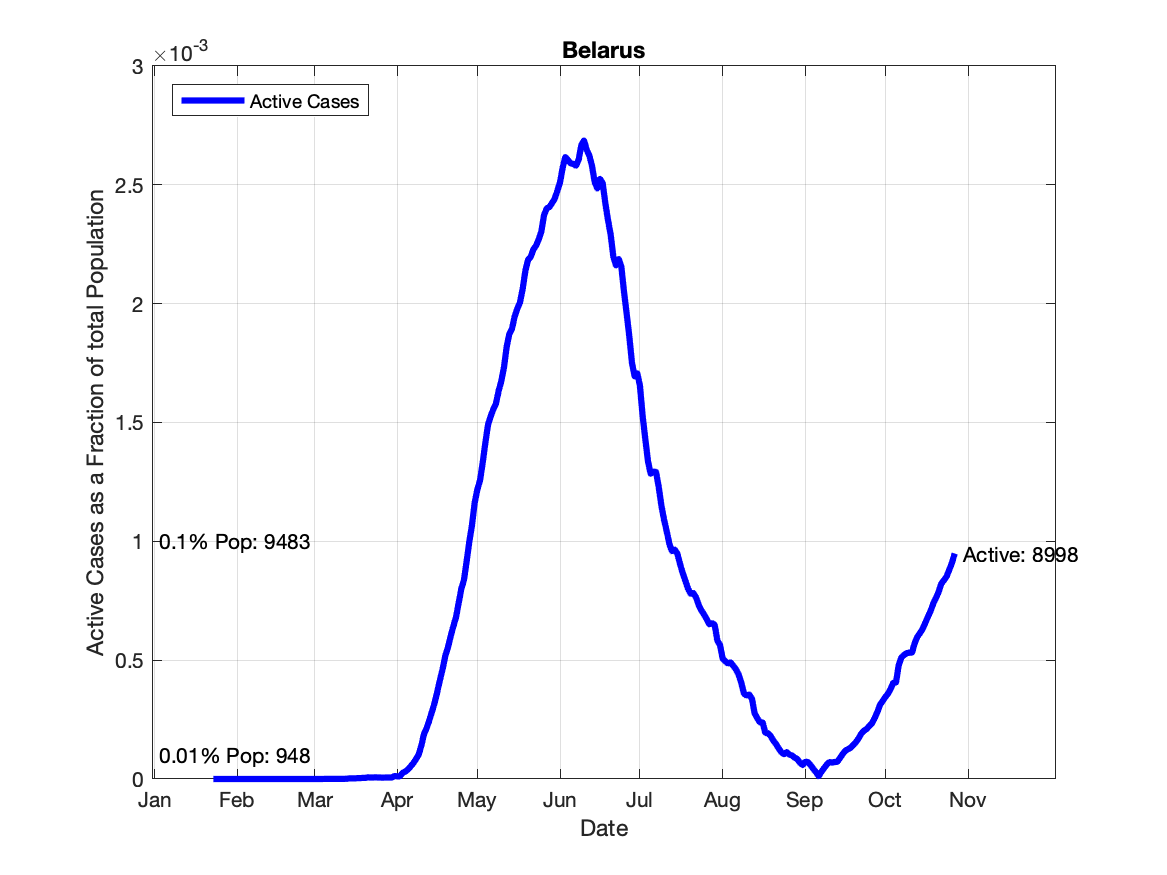 Belarus
×10-3
Active Cases
3
2.5
2
1.5
1
0.5
0
Active Cases as a Fraction of total Population
0.1% Pop: 9483
Active: 8998
0.01% Pop: 948
Jan Feb Mar Apr May Jun Jul Aug Sep Oct Nov
Date